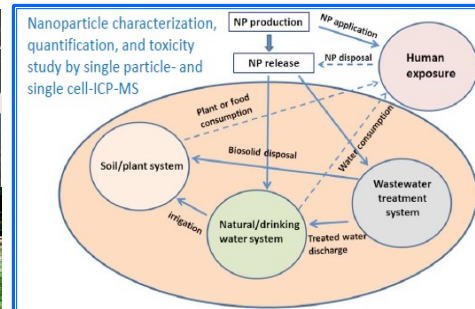 Nanoparticle characterization,
quantification, and toxicity
study by single particle- and
single cell-ICP-MS
NP production
NP application
NP release
NP disposal
Human
exposure
Plant or food
consumption
Water consumption
Soil/plant system
Biosolid disposal
Wastewater
treatment
system
Irrigation
Natural/drinking
water system
Treated water
discharge